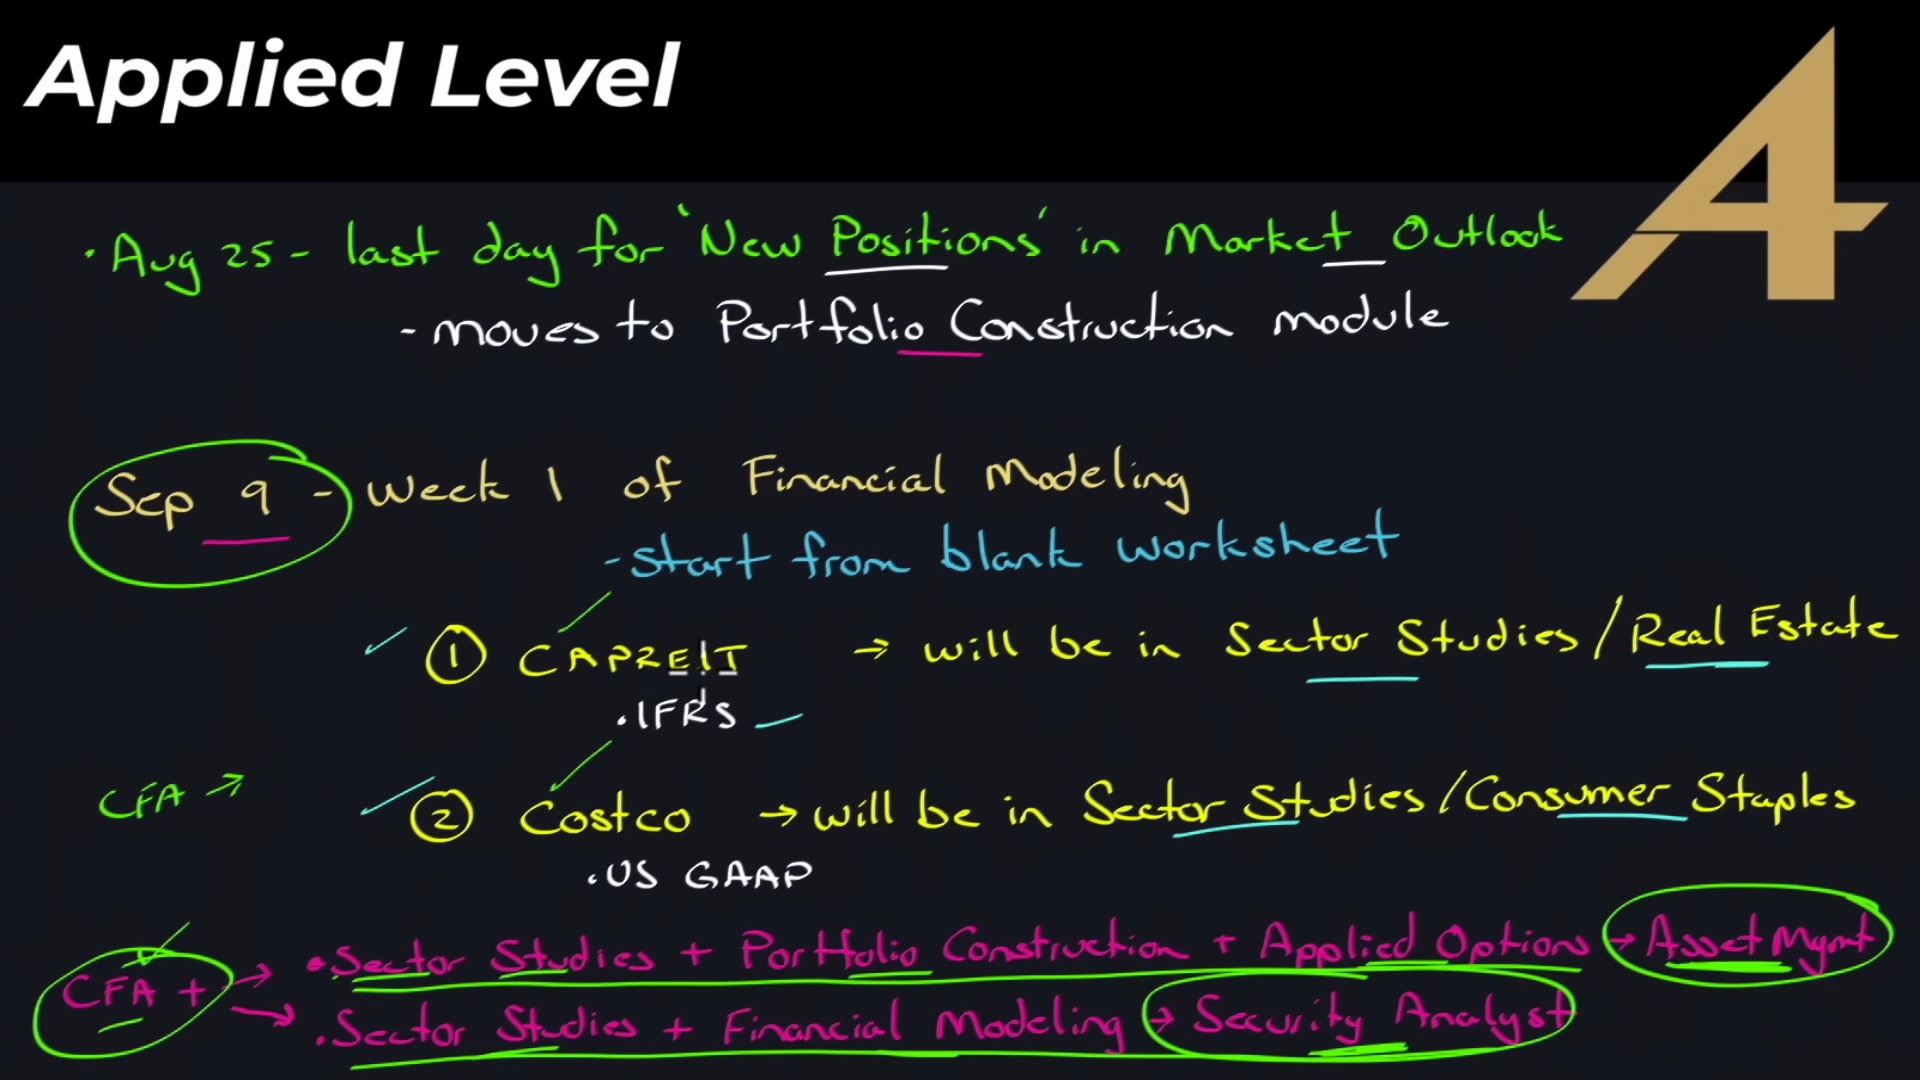 Applied Level
· Aug 25 - last day for 'New Positions' in Market Outlook
- moves to Portfolio Construction module
Sep 9 - Week 1 of Financial Modeling
- start from blank worksheet
① CAPREIT → will be in Sector Studies / Real Estate
· IFRS
CFA →
② Costco → will be in Sector Studies / Consumer Staples
· US GAAP
CFA + → · Sector Studies + Portfolio Construction + Applied Options → Asset Mgmt
→ · Sector Studies + Financial Modeling → Security Analyst